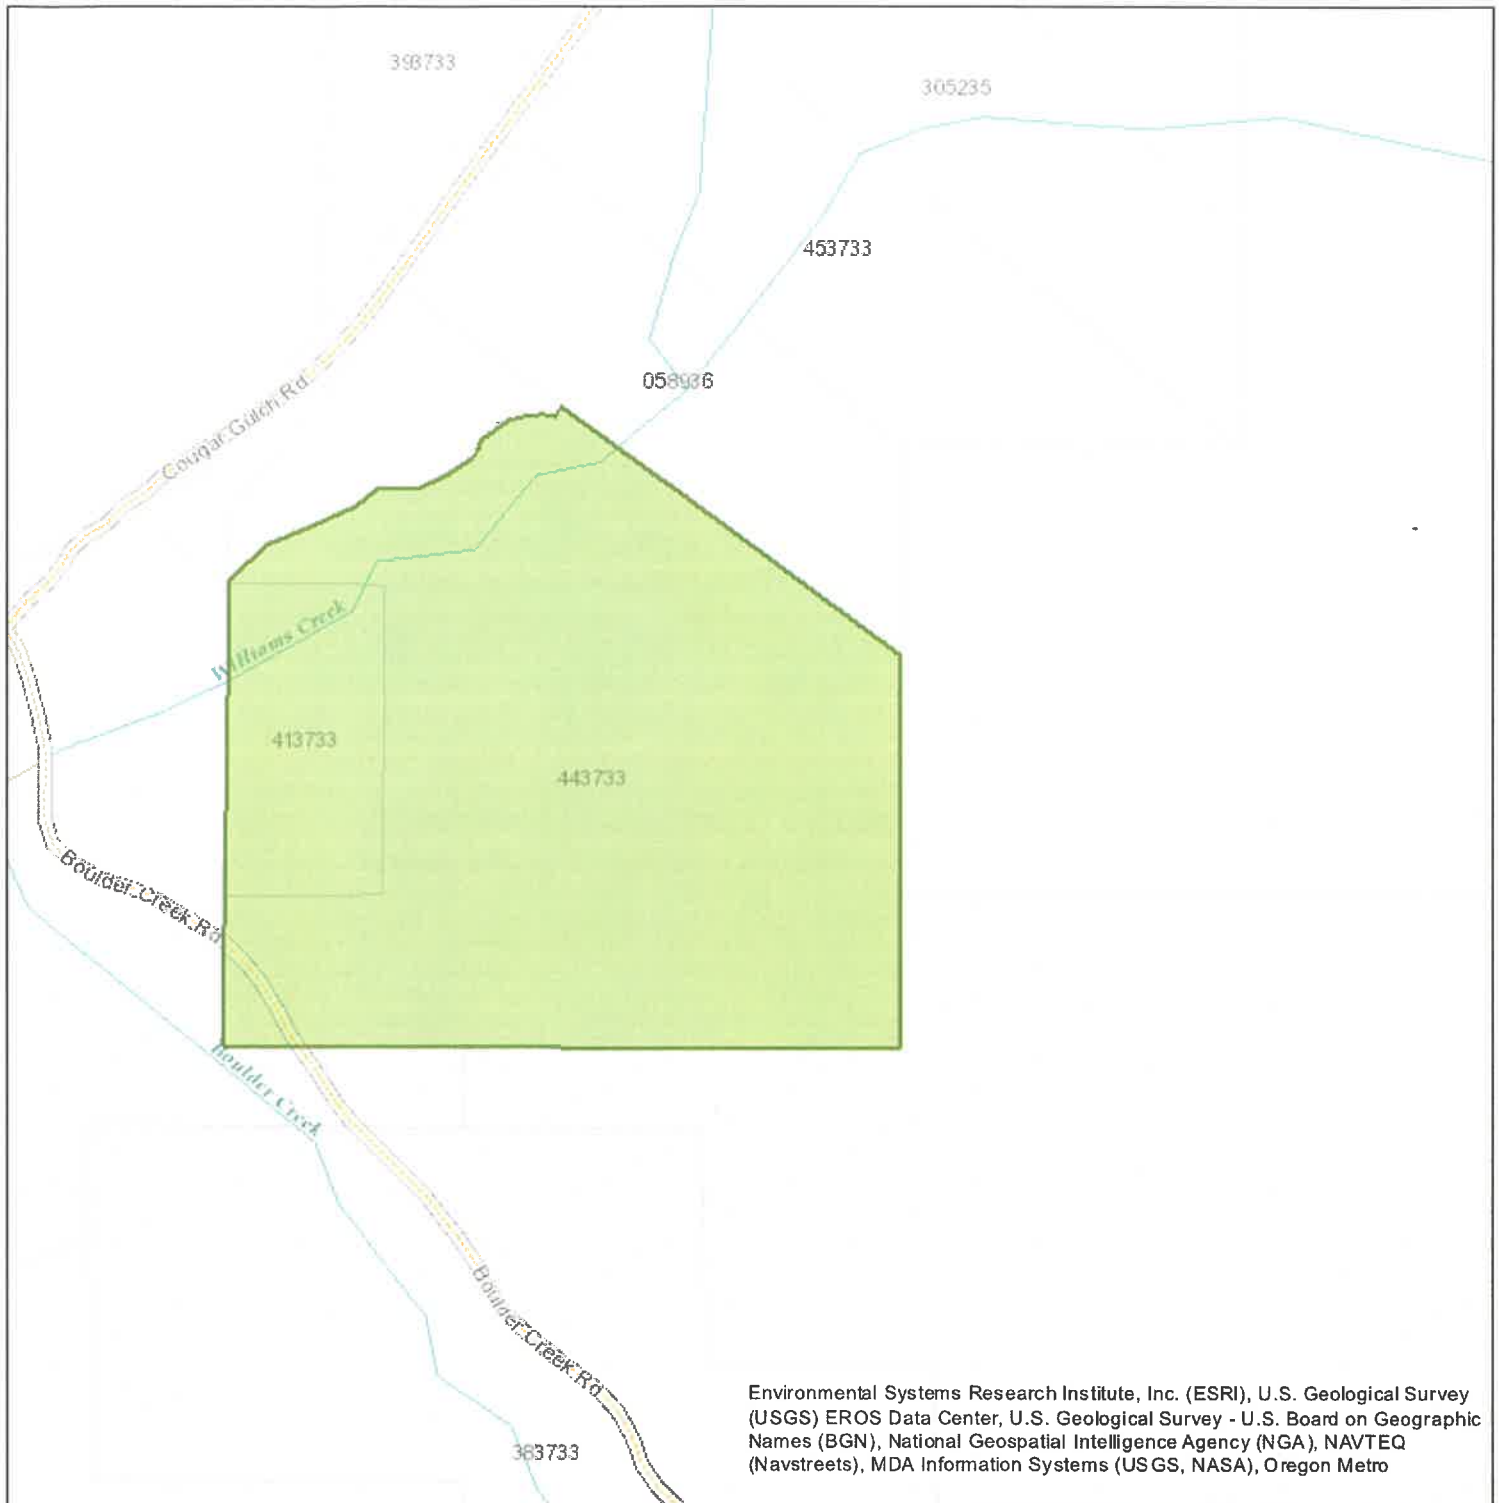 393733
305235
453733
058936
Cougar Gulch Rd
Williams Creek
413733
443733
Boulder Creek Rd
Boulder Creek
Boulder Creek Rd
383733
Environmental Systems Research Institute, Inc. (ESRI), U.S. Geological Survey
(USGS) EROS Data Center, U.S. Geological Survey - U.S. Board on Geographic
Names (BGN), National Geospatial Intelligence Agency (NGA), NAVTEQ
(Navstreets), MDA Information Systems (USGS, NASA), Oregon Metro